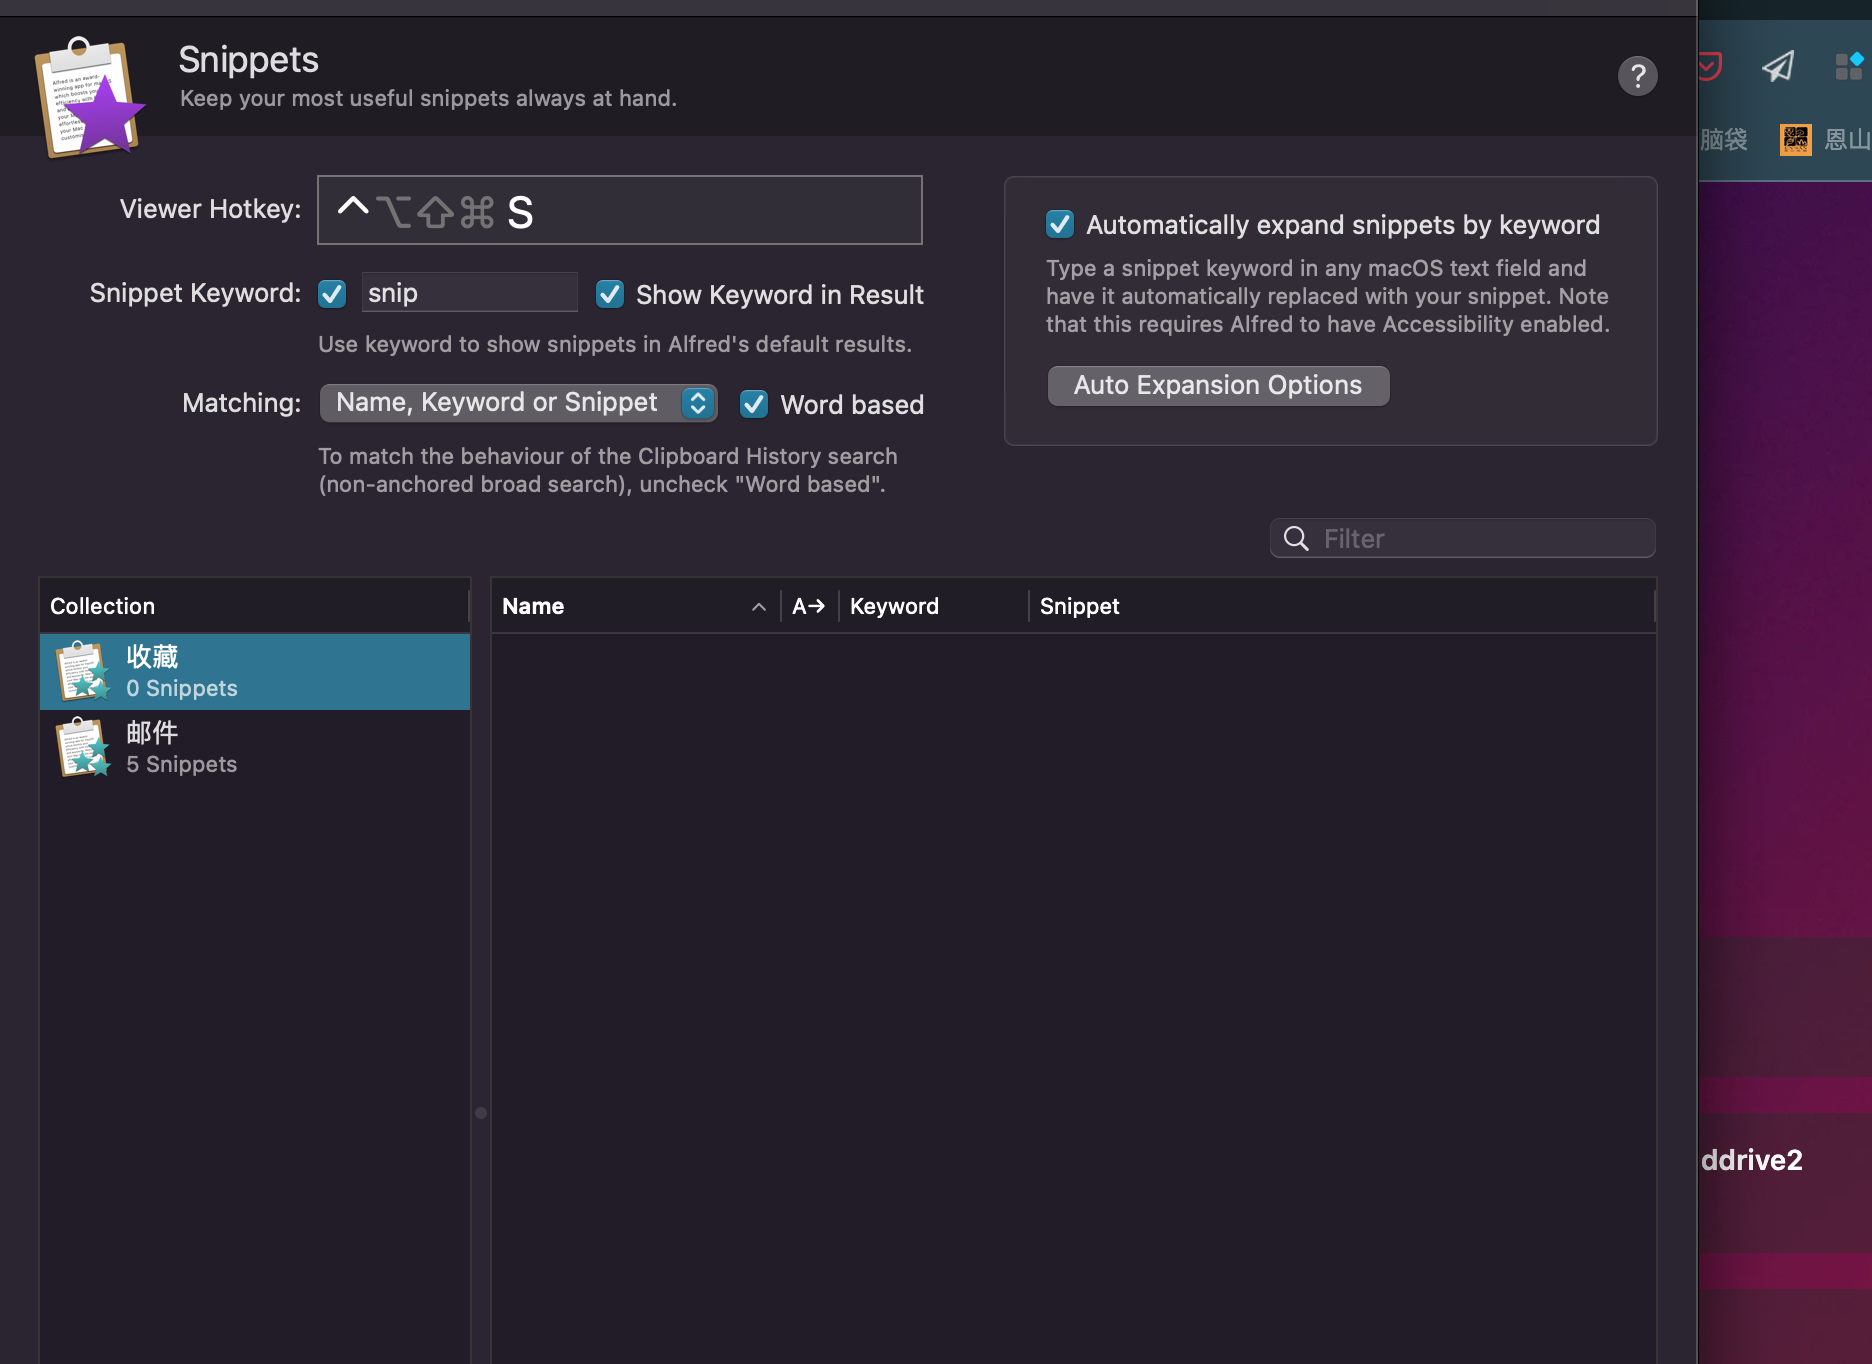 Snippets
Keep your most useful snippets always at hand.
?
Viewer Hotkey: ^⌥⇧⌘ S
Snippet Keyword: snip Show Keyword in Result
Use keyword to show snippets in Alfred's default results.
Matching: Name, Keyword or Snippet Word based
To match the behaviour of the Clipboard History search
(non-anchored broad search), uncheck "Word based".
Automatically expand snippets by keyword
Type a snippet keyword in any macOS text field and
have it automatically replaced with your snippet. Note
that this requires Alfred to have Accessibility enabled.
Auto Expansion Options
Filter
Collection
收藏
0 Snippets
邮件
5 Snippets
Name A→ Keyword Snippet
脑袋 恩山
ddrive2